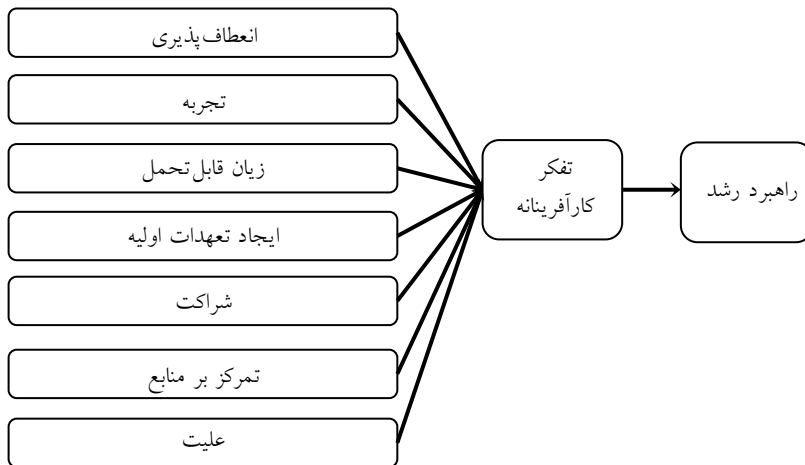 انعطاف‌پذیری
تجربه
زیان قابل‌تحمل
ایجاد تعهدات اولیه
شراکت
تمرکز بر منابع
علیت
تفکر
کارآفرینانه
راهبرد رشد